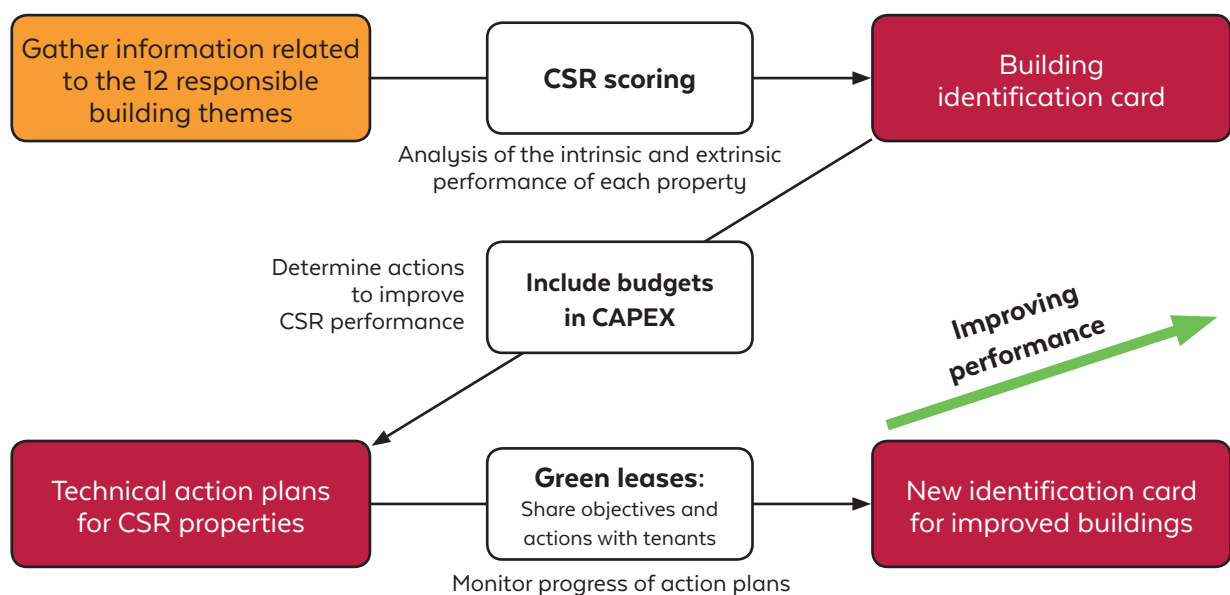 Gather information related
to the 12 responsible
building themes
CSR scoring
Building
identification card
Analysis of the intrinsic and extrinsic
performance of each property
Determine actions
to improve
CSR performance
Include budgets
in CAPEX
Improving
performance
Technical action plans
for CSR properties
Green leases:
Share objectives and
actions with tenants
New identification card
for improved buildings
Monitor progress of action plans